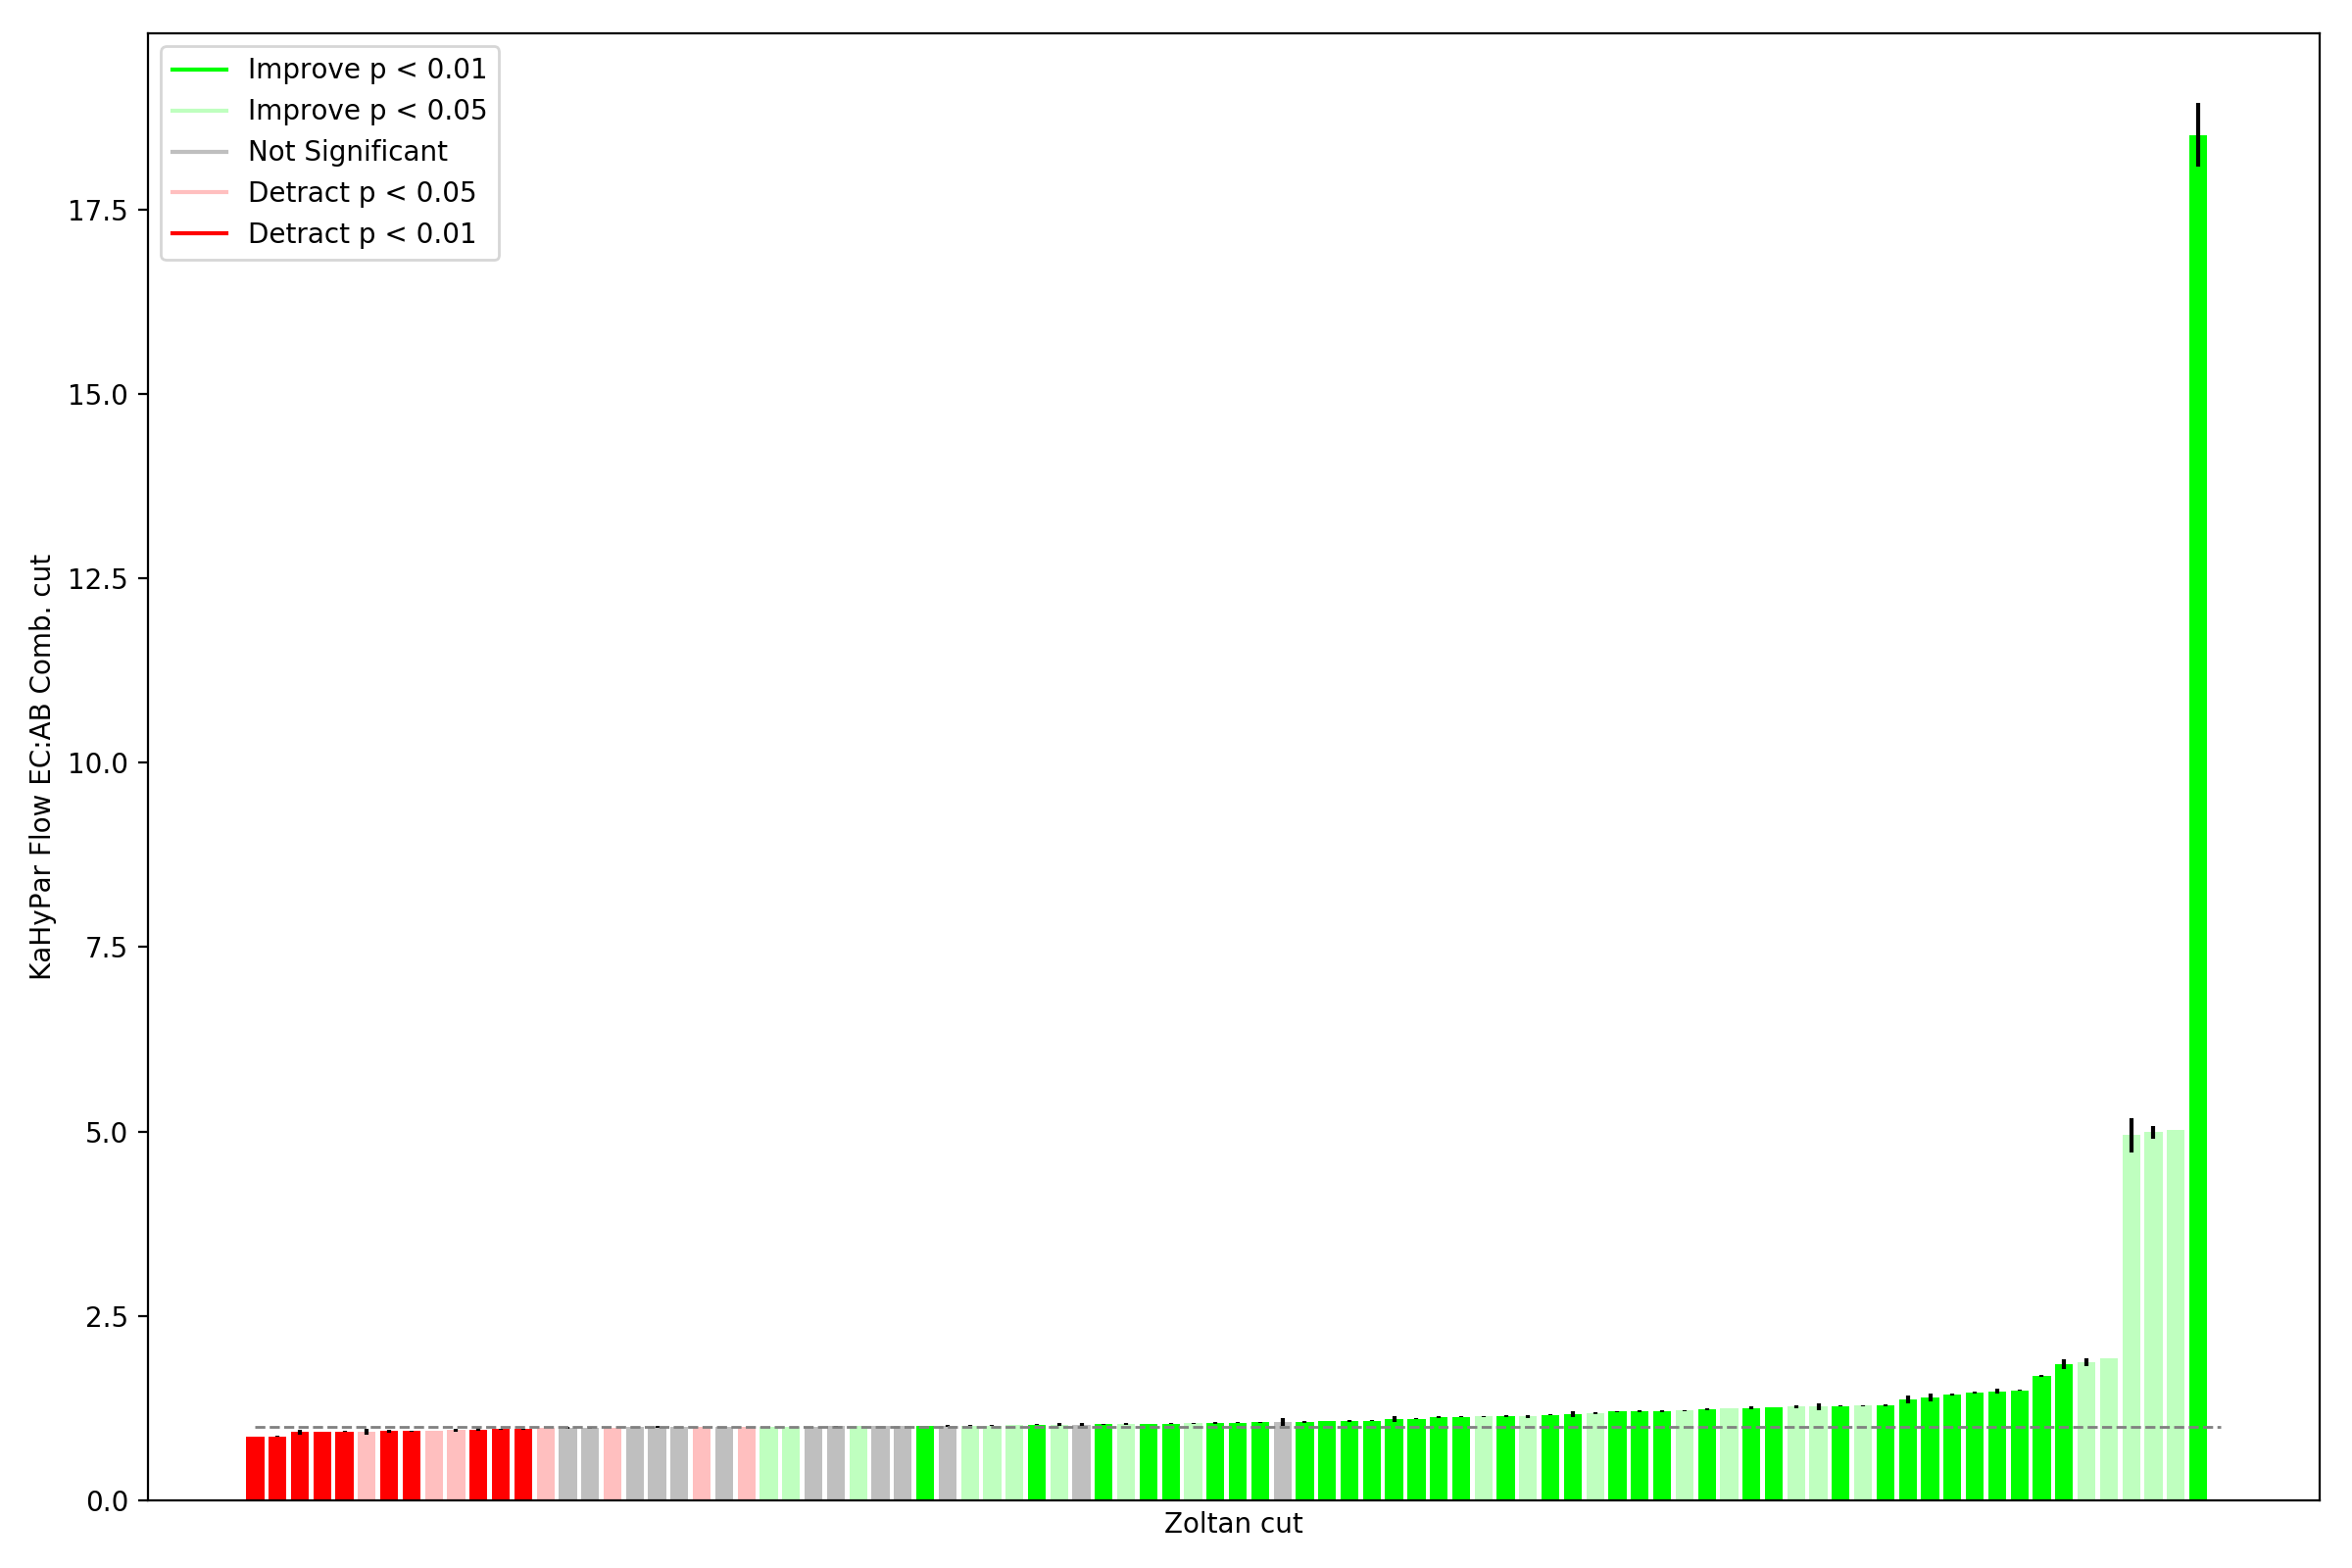 Improve p < 0.01
Improve p < 0.05
Not Significant
Detract p < 0.05
Detract p < 0.01
17.5
15.0
12.5
10.0
7.5
5.0
2.5
0.0
KaHyPar Flow EC:AB Comb. cut
Zoltan cut